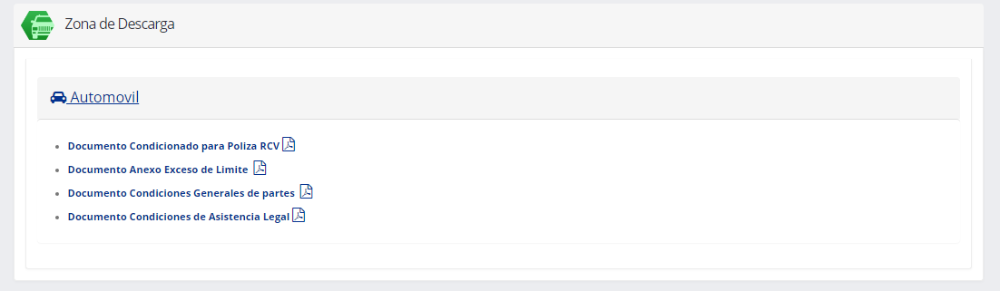 Zona de Descarga
Automovil
Documento Condicionado para Poliza RCV
Documento Anexo Exceso de Limite
Documento Condiciones Generales de partes
Documento Condiciones de Asistencia Legal